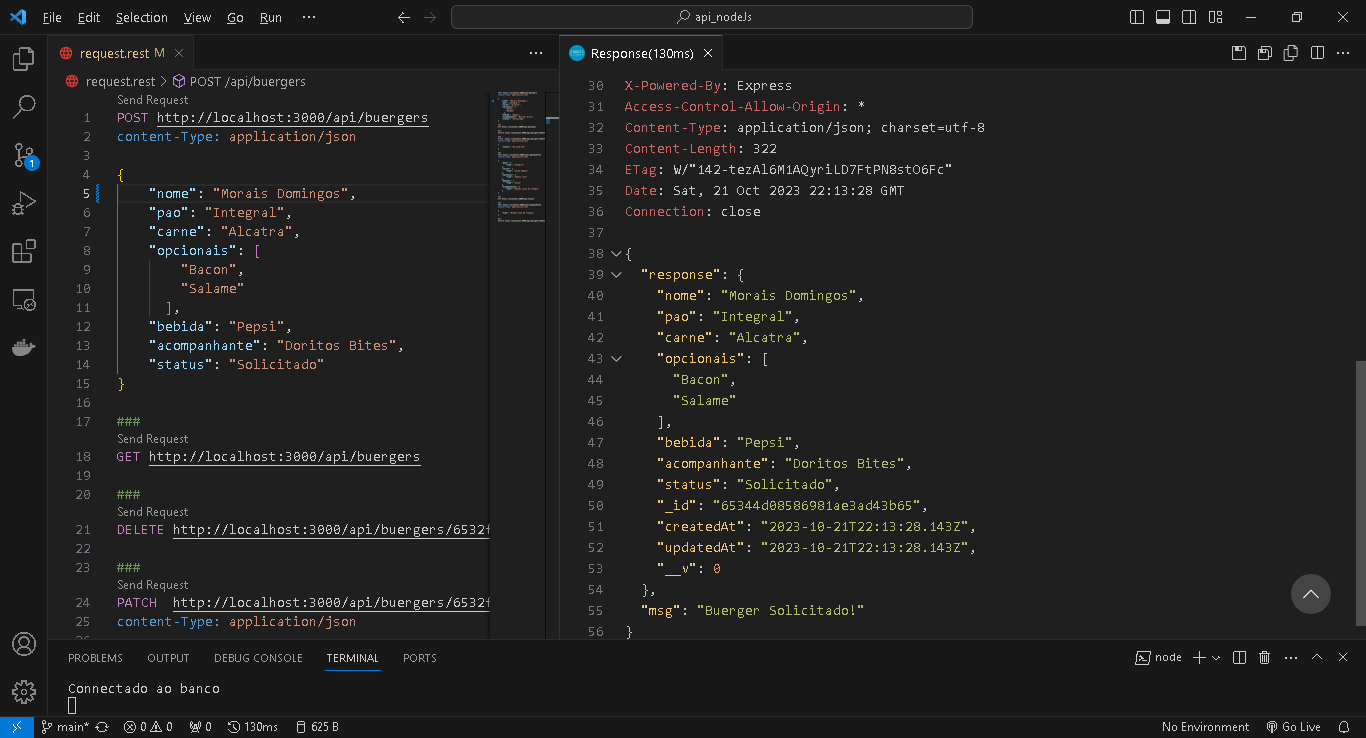 File Edit Selection View Go Run ··· api_nodeJs
request.rest M
Response(130ms)
request.rest > POST /api/buergers
Send Request
1 POST http://localhost:3000/api/buergers
2 content-Type: application/json
3
4 {
5 "nome": "Morais Domingos",
6 "pao": "Integral",
7 "carne": "Alcatra",
8 "opcionais": [
9 "Bacon",
10 "Salame"
11 ],
12 "bebida": "Pepsi",
13 "acompanhante": "Doritos Bites",
14 "status": "Solicitado"
15 }
16
17 ###
Send Request
18 GET http://localhost:3000/api/buergers
19
20 ###
Send Request
21 DELETE http://localhost:3000/api/buergers/6532f
22
23 ###
Send Request
24 PATCH http://localhost:3000/api/buergers/6532f
25 content-Type: application/json
30 X-Powered-By: Express
31 Access-Control-Allow-Origin: *
32 Content-Type: application/json; charset=utf-8
33 Content-Length: 322
34 ETag: W/"142-tezAl6M1AQyriLD7FtPN8stO6Fc"
35 Date: Sat, 21 Oct 2023 22:13:28 GMT
36 Connection: close
37
38 {
39 "response": {
40 "nome": "Morais Domingos",
41 "pao": "Integral",
42 "carne": "Alcatra",
43 "opcionais": [
44 "Bacon",
45 "Salame"
46 ],
47 "bebida": "Pepsi",
48 "acompanhante": "Doritos Bites",
49 "status": "Solicitado",
50 "_id": "65344d08586981ae3ad43b65",
51 "createdAt": "2023-10-21T22:13:28.143Z",
52 "updatedAt": "2023-10-21T22:13:28.143Z",
53 "__v": 0
54 },
55 "msg": "Buerger Solicitado!"
56 }
1
PROBLEMS OUTPUT DEBUG CONSOLE TERMINAL PORTS node
Connectado ao banco
main* 0 0 0 130ms 625 B No Environment Go Live